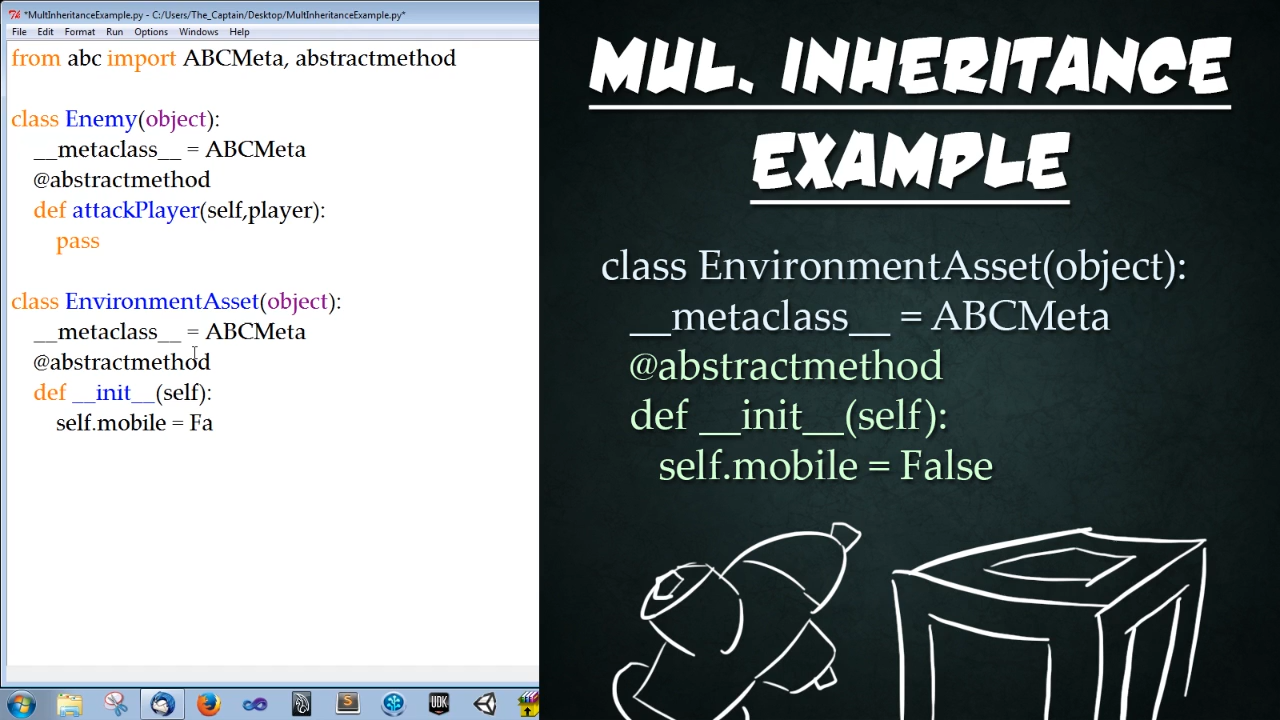 *MultInheritanceExample.py - C:/Users/The_Captain/Desktop/MultInheritanceExample.py*
File Edit Format Run Options Windows Help
from abc import ABCMeta, abstractmethod
class Enemy(object):
__metaclass__ = ABCMeta
@abstractmethod
def attackPlayer(self,player):
pass
class EnvironmentAsset(object):
__metaclass__ = ABCMeta
@abstractmethod
def __init__(self):
self.mobile = Fa
MUL. INHERITANCE
EXAMPLE
class EnvironmentAsset(object):
__metaclass__ = ABCMeta
@abstractmethod
def __init__(self):
self.mobile = False
S
UDK